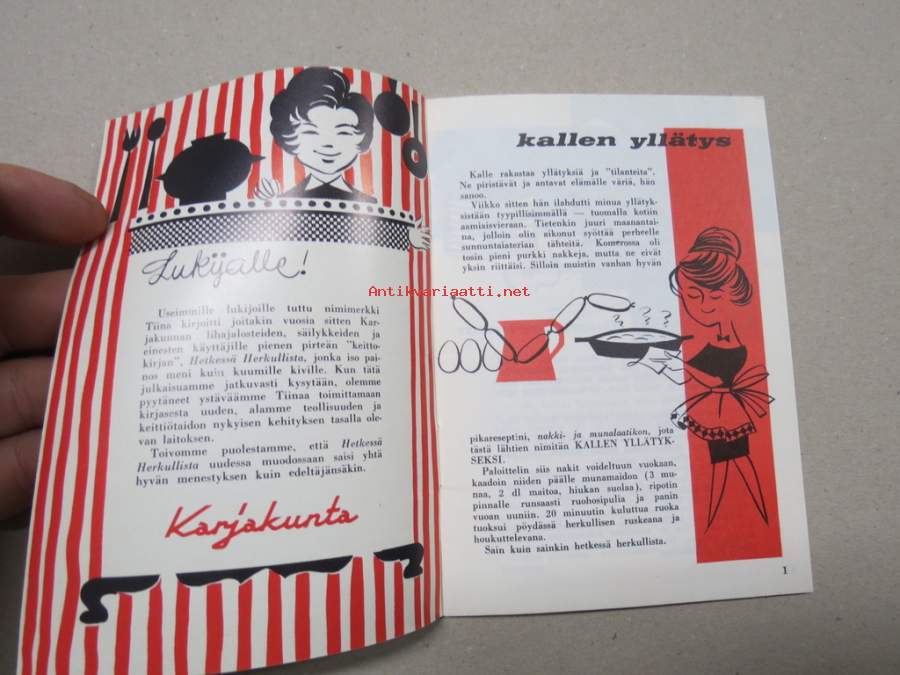 Lukijalle!
Useimmille lukijoille tuttu nimimerkki
Tiina kirjoitti joitakin vuosia sitten Kar-
jakunnan lihajalosteiden, säilykkeiden ja
einesten käyttäjille pienen pirteän "keitto-
kirjan", Hetkessä Herkullista, jonka iso pai-
nos meni kuin kuumille kiville. Kun tätä
julkaisuamme jatkuvasti kysytään, olemme
pyytäneet ystäväämme Tiinaa toimittamaan
kirjasesta uuden, alamme teollisuuden ja
keittiötaidon nykyisen kehityksen tasalla ole-
van laitoksen.
Toivomme puolestamme, että Hetkessä
Herkullista uudessa muodossaan saisi yhtä
hyvän menestyksen kuin edeltäjänsäkin.
Karjakunta
kallen yllätys
Kalle rakastaa yllätyksiä ja "tilanteita".
Ne piristävät ja antavat elämälle väriä, hän
sanoo.
Viikko sitten hän ilahdutti minua yllätyk-
sistään tyypillisimmällä — tuomalla kotiin
aamiaisvieraan. Tietenkin juuri maanantai-
na, jolloin olin aikonut syöttää perheelle
sunnuntaiaterian tähteitä. Komerossa oli
tosin pieni purkki nakkeja, mutta ne eivät
yksin riittäisi. Silloin muistin vanhan hyvän
Antikvariaatti.net
pikareseptini, nakki- ja munalaatikon, jota
tästä lähtien nimitän KALLEN YLLÄTYK-
SEKSI.
Paloittelin siis nakit voideltuun vuokaan,
kaadoin niiden päälle munamaidon (3 mu-
naa, 2 dl maitoa, hiukan suolaa), ripotin
pinnalle runsaasti ruohosipulia ja panin
vuoan uuniin. 20 minuutin kuluttua ruoka
tuoksui pöydässä herkullisen ruskeana ja
houkuttelevana.
Sain kuin sainkin hetkessä herkullista.
1